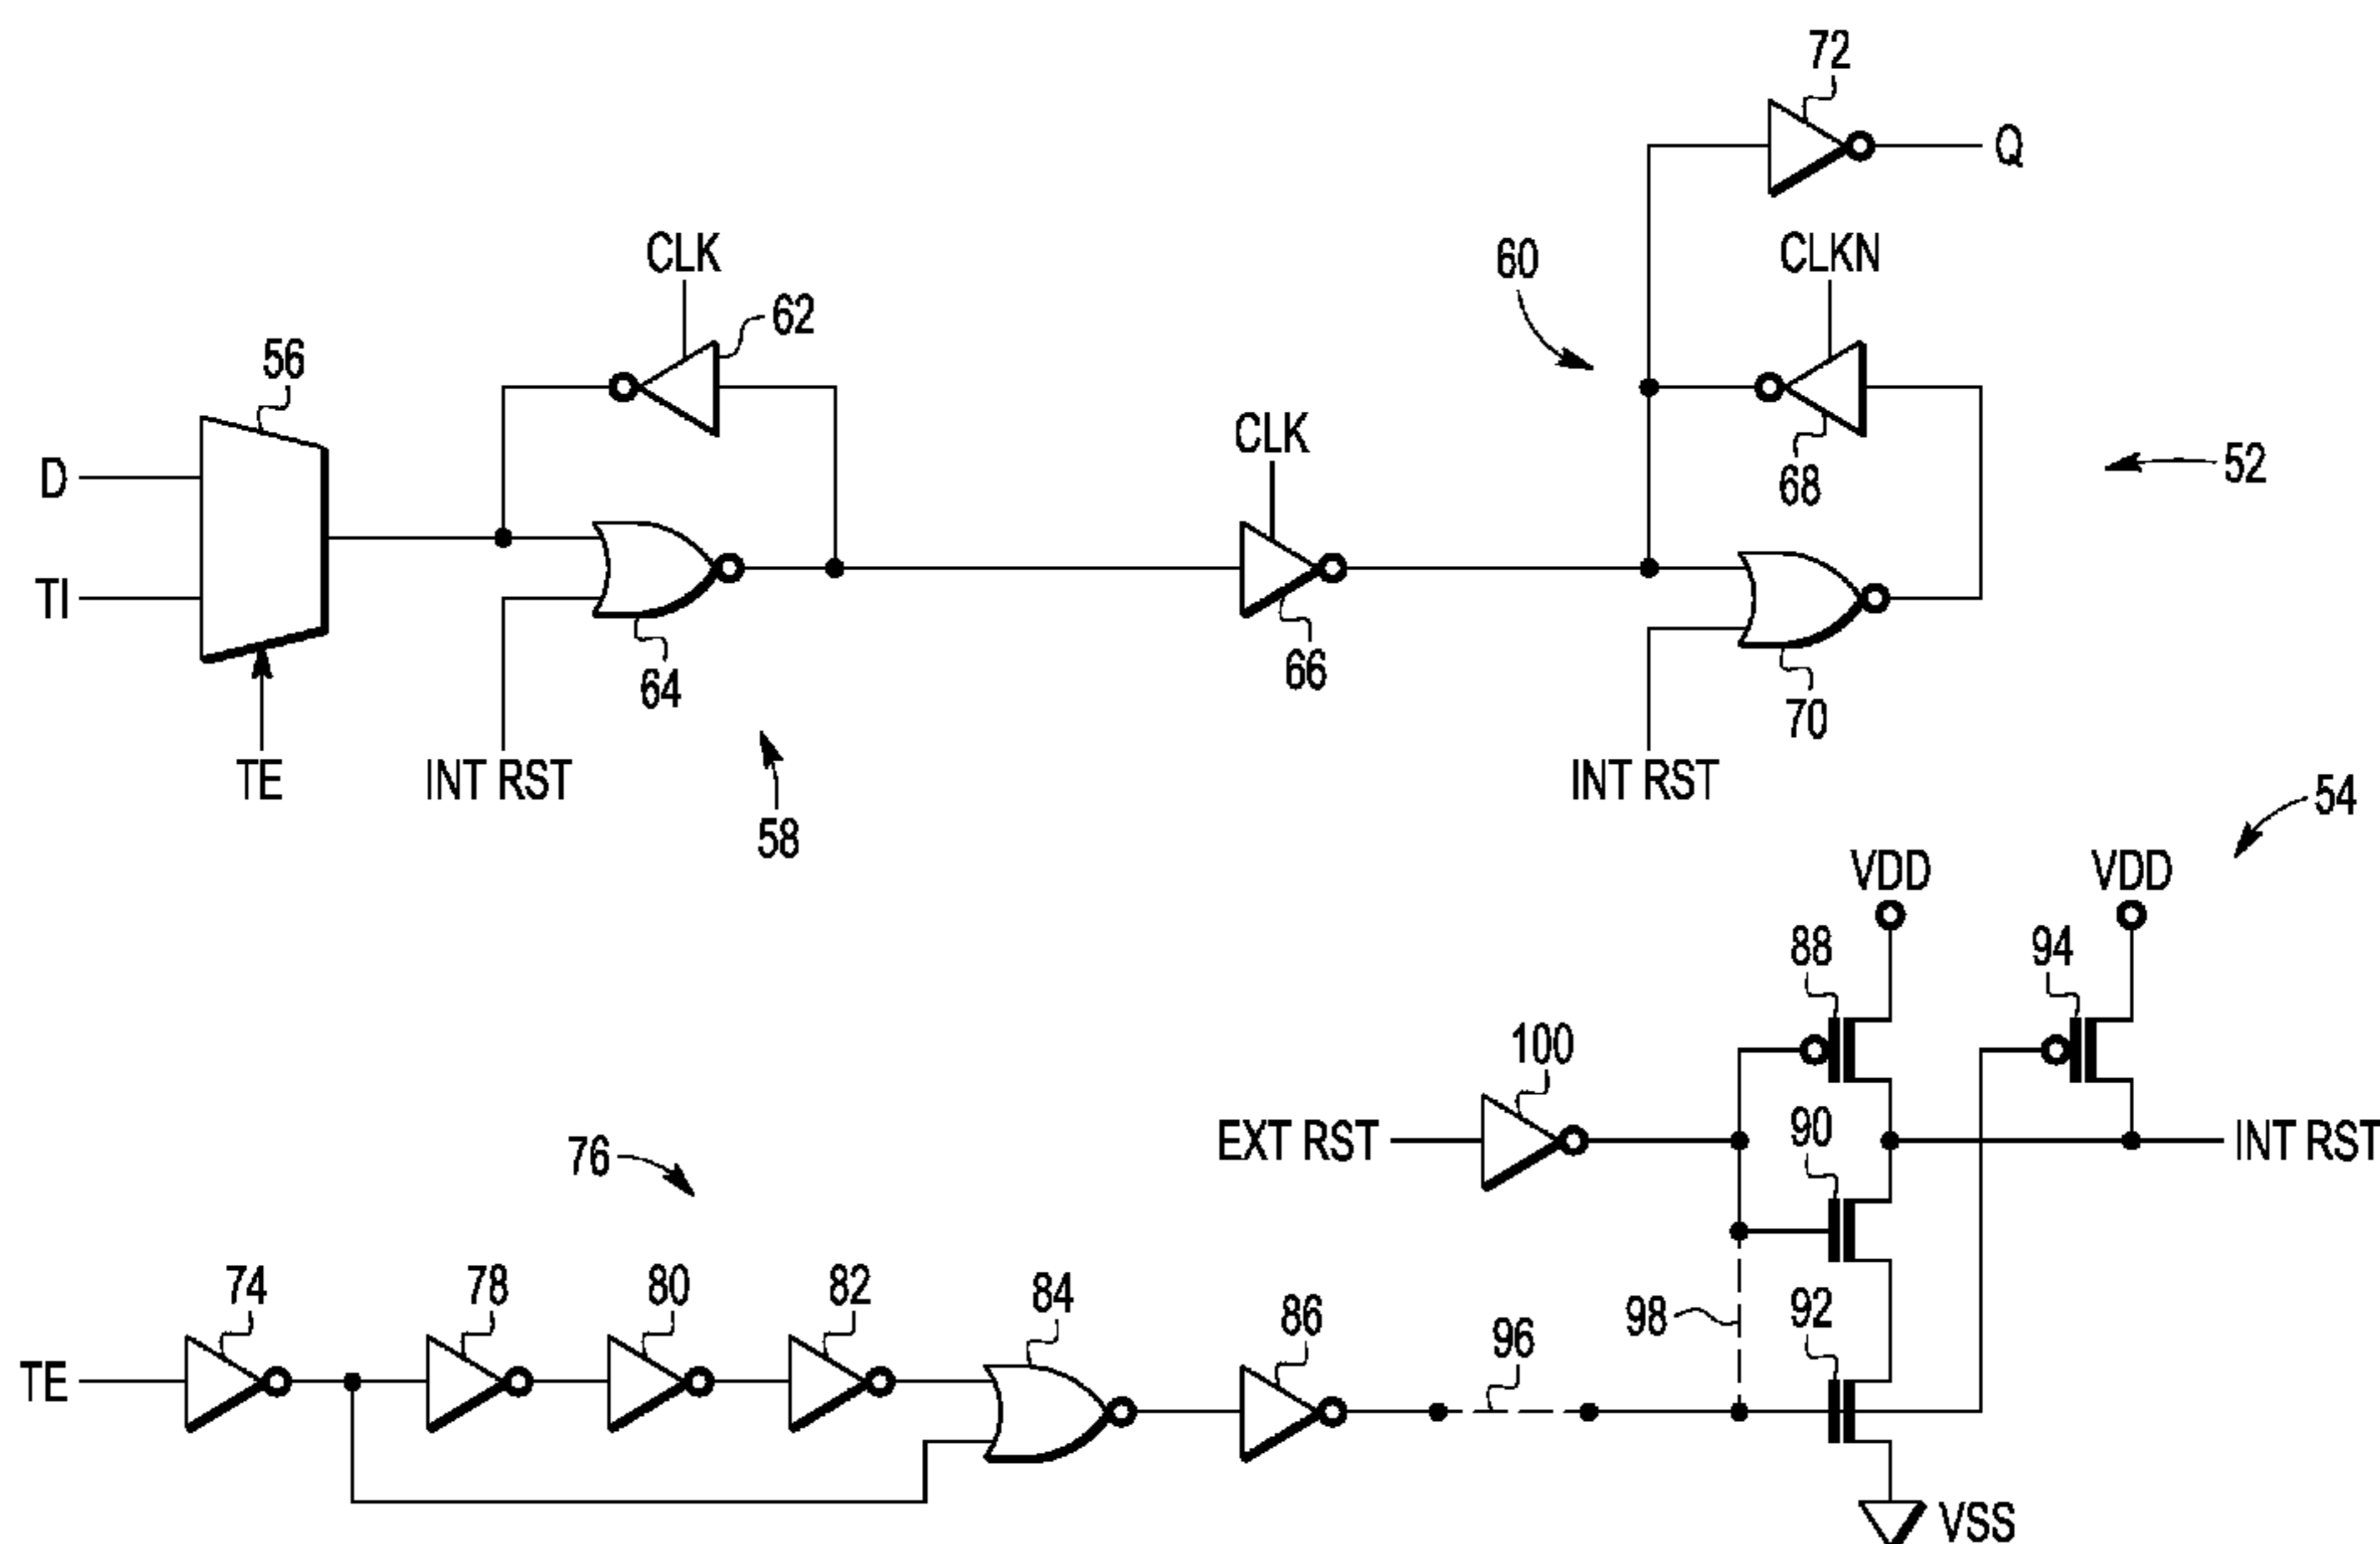 72
Q
CLK
60
CLKN
62
56
CLK
D
52
68
TI
64
66
70
TE
INT RST
INT RST
58
54
VDD
VDD
88
94
100
76
EXT RST
90
INT RST
74
78
80
82
84
86
96
98
92
TE
VSS